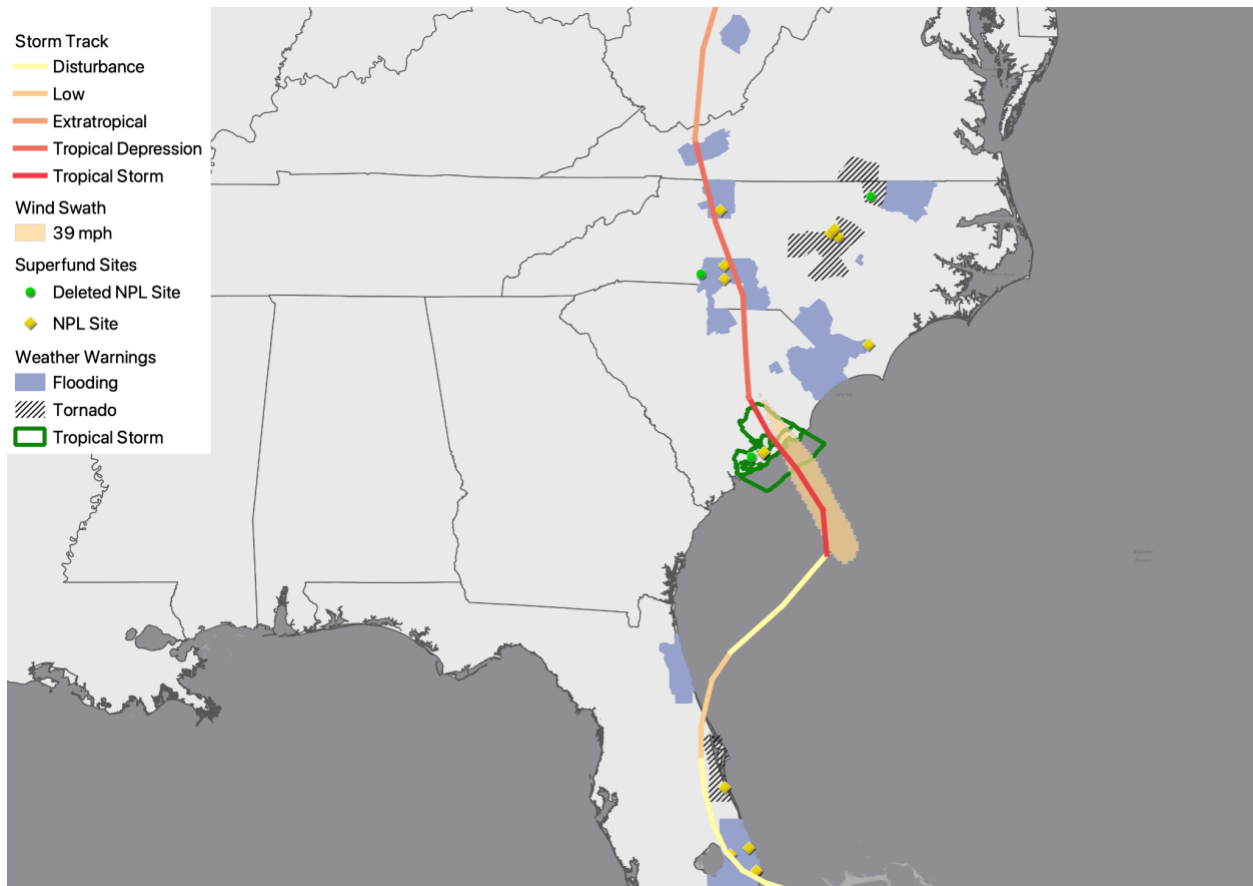 Storm Track
Disturbance
Low
Extratropical
Tropical Depression
Tropical Storm
Wind Swath
39 mph
Superfund Sites
Deleted NPL Site
NPL Site
Weather Warnings
Flooding
Tornado
Tropical Storm